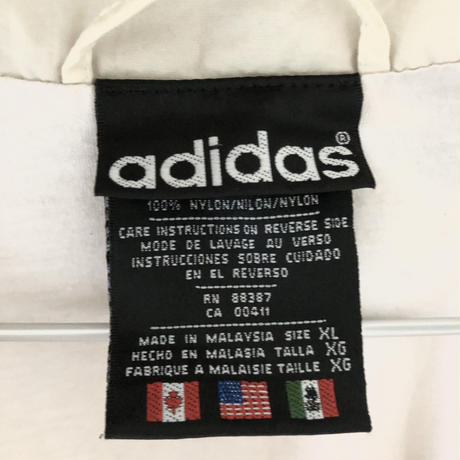 adidas®
100% NYLON/NILON/NYLON
CARE INSTRUCTIONS ON REVERSE SIDE
MODE DE LAVAGE AU VERSO
INSTRUCCIONES SOBRE CUIDADO
EN EL REVERSO
RN 88387
CA 00411
MADE IN MALAYSIA SIZE XL
HECHO EN MALASIA TALLA XG
FABRIQUE A MALAISIE TAILLE XG